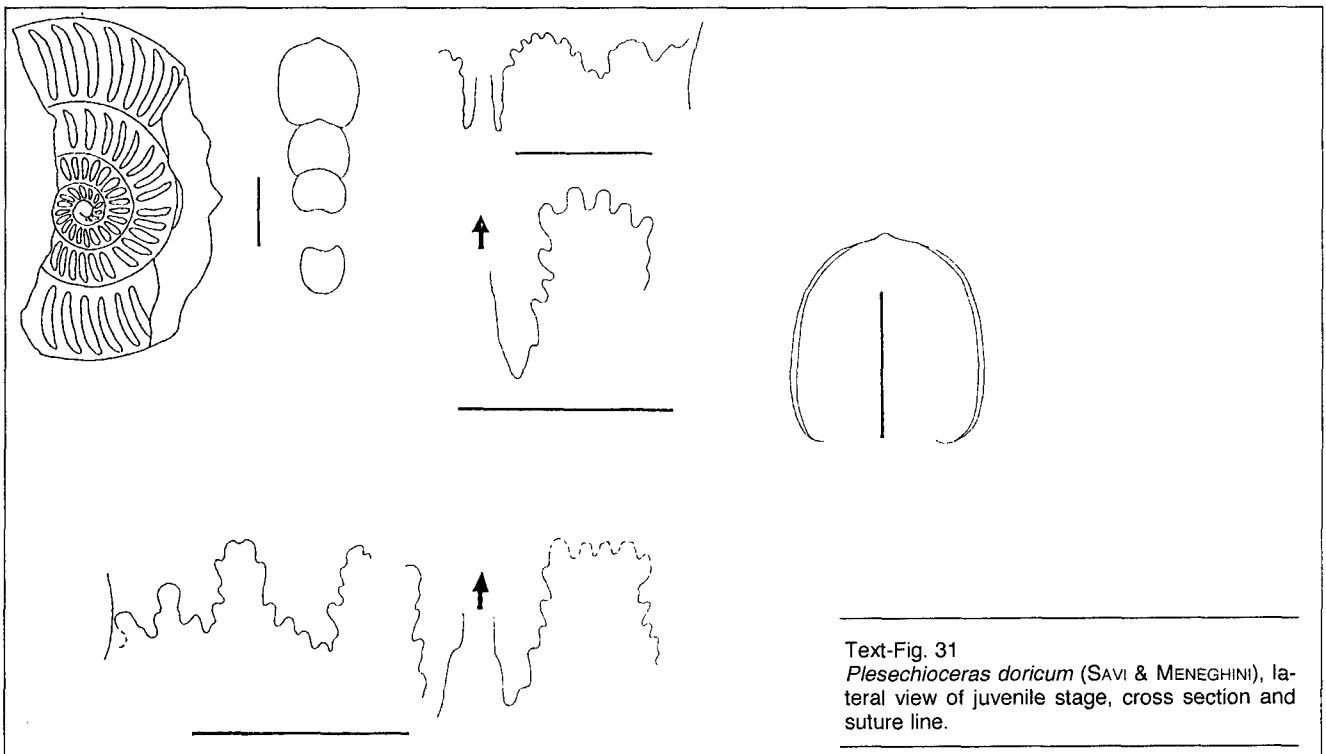 Text-Fig. 31
Plesechioceras doricum (SAVI & MENEGHINI), la-
teral view of juvenile stage, cross section and
suture line.